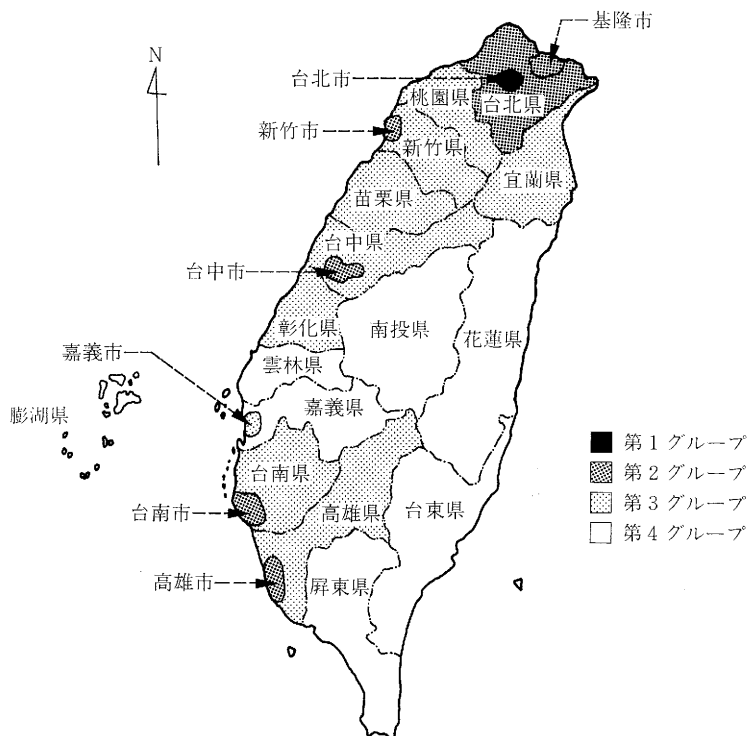 基隆市
N
台北市
桃園県
台北県
新竹市
新竹県
宜蘭県
苗栗県
台中県
台中市
彰化県
南投県
花蓮県
嘉義市
雲林県
膨湖県
嘉義県
台南県
台南市
高雄県
台東県
高雄市
屛東県
第1グループ
第2グループ
第3グループ
第4グループ